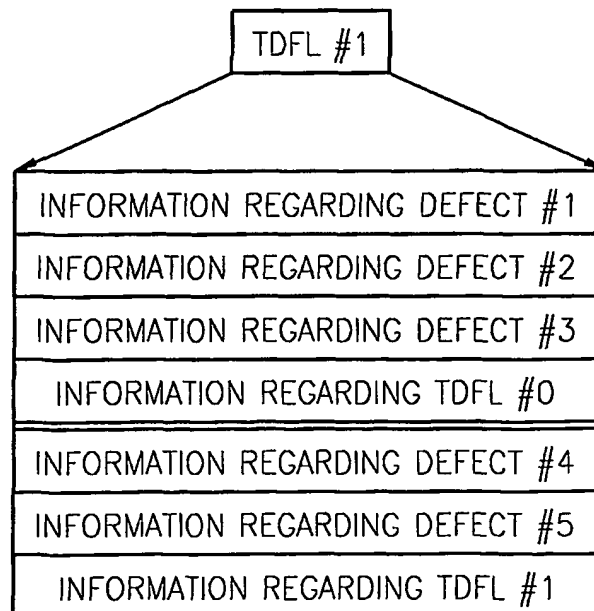 TDFL #1
INFORMATION REGARDING DEFECT #1
INFORMATION REGARDING DEFECT #2
INFORMATION REGARDING DEFECT #3
INFORMATION REGARDING TDFL #0
INFORMATION REGARDING DEFECT #4
INFORMATION REGARDING DEFECT #5
INFORMATION REGARDING TDFL #1